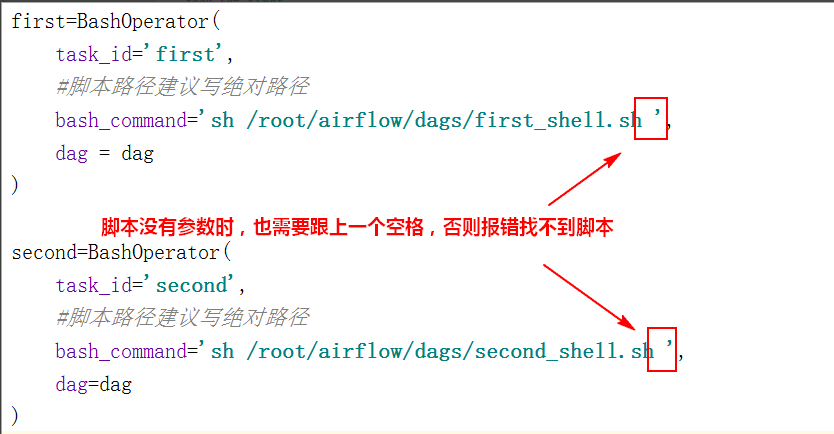 first=BashOperator(
task_id='first',
#脚本路径建议写绝对路径
bash_command='sh /root/airflow/dags/first_shell.sh ',
dag = dag
)
脚本没有参数时，也需要跟上一个空格，否则报错找不到脚本
second=BashOperator(
task_id='second',
#脚本路径建议写绝对路径
bash_command='sh /root/airflow/dags/second_shell.sh ',
dag=dag
)